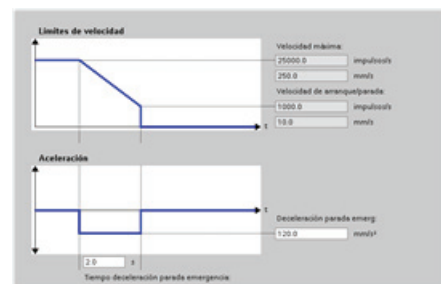 Límites de velocidad
Velocidad máxima:
25000.0 impulsos/s
250.0 mm/s
Velocidad de arranque/parada:
1000.0 impulsos/s
10.0 mm/s
t
Aceleración
t
Deceleración parada emerg:
120.0 mm/s²
2.0 s
Tiempo deceleración parada emergencia: